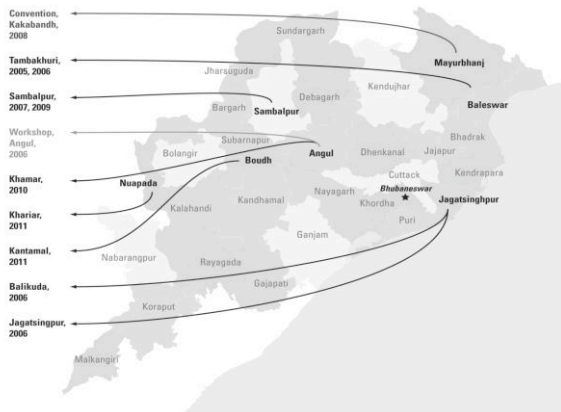 Convention,
Kakabandh,
2008
Tambakhuri,
2005, 2006
Sambalpur,
2007, 2009
Workshop,
Angul,
2006
Khamar,
2010
Khariar,
2011
Kantamal,
2011
Balikuda,
2006
Jagatsingpur,
2006
Sundargarh
Mayurbhanj
Jharsuguda
Kendujhar
Debagarh
Baleswar
Bargarh
Sambalpur
Bhadrak
Subarnapur
Bolangir
Angul
Dhenkanal
Jajapur
Boudh
Cuttack
Kendrapara
Nuapada
Nayagarh
Bhubaneswar
Kalahandi
Kandhamal
Khordha
Jagatsinghpur
Puri
Ganjam
Nabarangpur
Rayagada
Gajapati
Koraput
Malkangiri